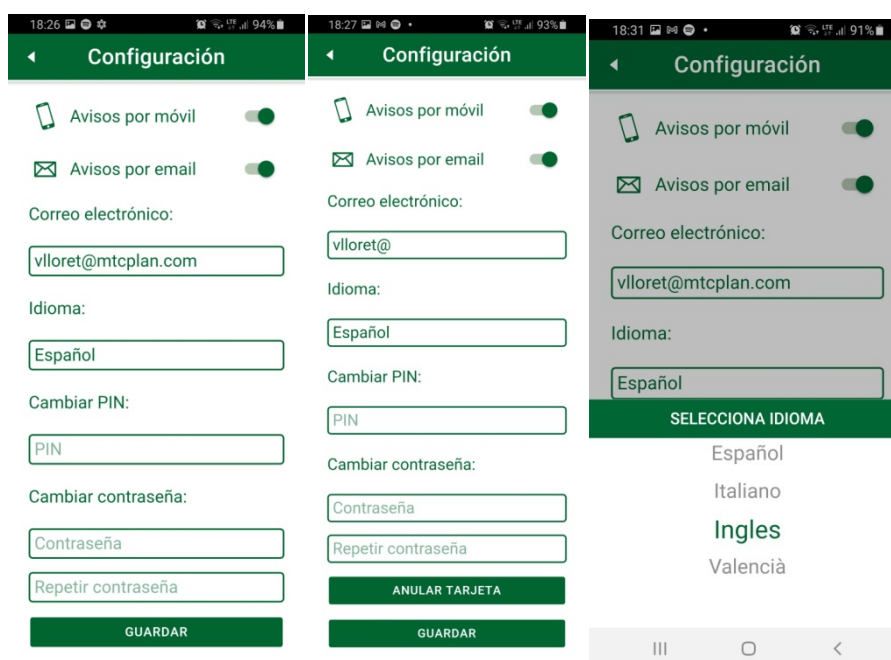 18:26
94%
Configuración
Avisos por móvil
Avisos por email
Correo electrónico:
vlloret@mtcplan.com
Idioma:
Español
Cambiar PIN:
PIN
Cambiar contraseña:
Contraseña
Repetir contraseña
GUARDAR
18:27
93%
Configuración
Avisos por móvil
Avisos por email
Correo electrónico:
vlloret@
Idioma:
Español
Cambiar PIN:
PIN
Cambiar contraseña:
Contraseña
Repetir contraseña
ANULAR TARJETA
GUARDAR
18:31
91%
Configuración
Avisos por móvil
Avisos por email
Correo electrónico:
vlloret@mtcplan.com
Idioma:
Español
SELECCIONA IDIOMA
Español
Italiano
Ingles
Valencià